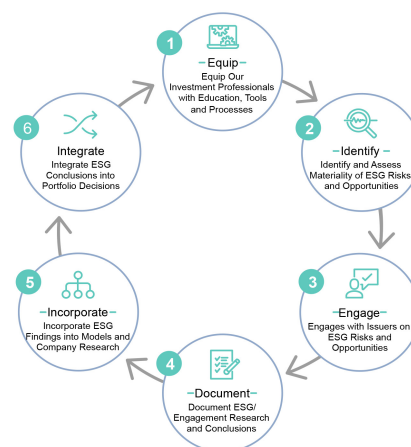 1
Equip
Equip Our
Investment Professionals
with Education, Tools
and Processes
2
Identify
Identify and Assess
Materiality of ESG Risks
and Opportunities
3
Engage
Engages with Issuers on
ESG Risks and
Opportunities
4
Document
Document ESG/
Engagement Research
and Conclusions
5
Incorporate
Incorporate ESG
Findings into Models and
Company Research
6
Integrate
Integrate ESG
Conclusions into
Portfolio Decisions